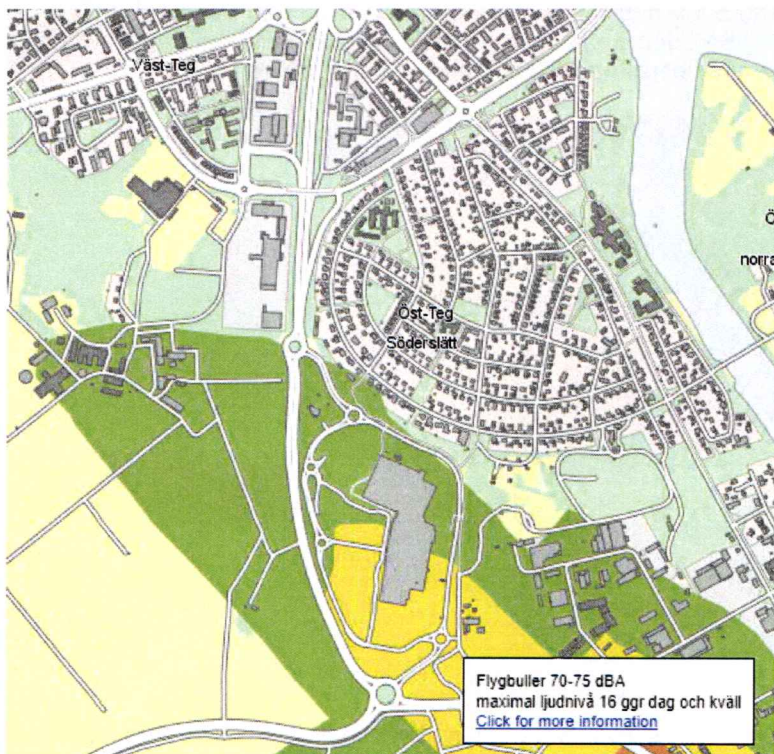 Väst-Teg
Ö
norra
Öst-Teg
Söderslätt
Flygbuller 70-75 dBA
maximal ljudnivå 16 ggr dag och kväll
Click for more information